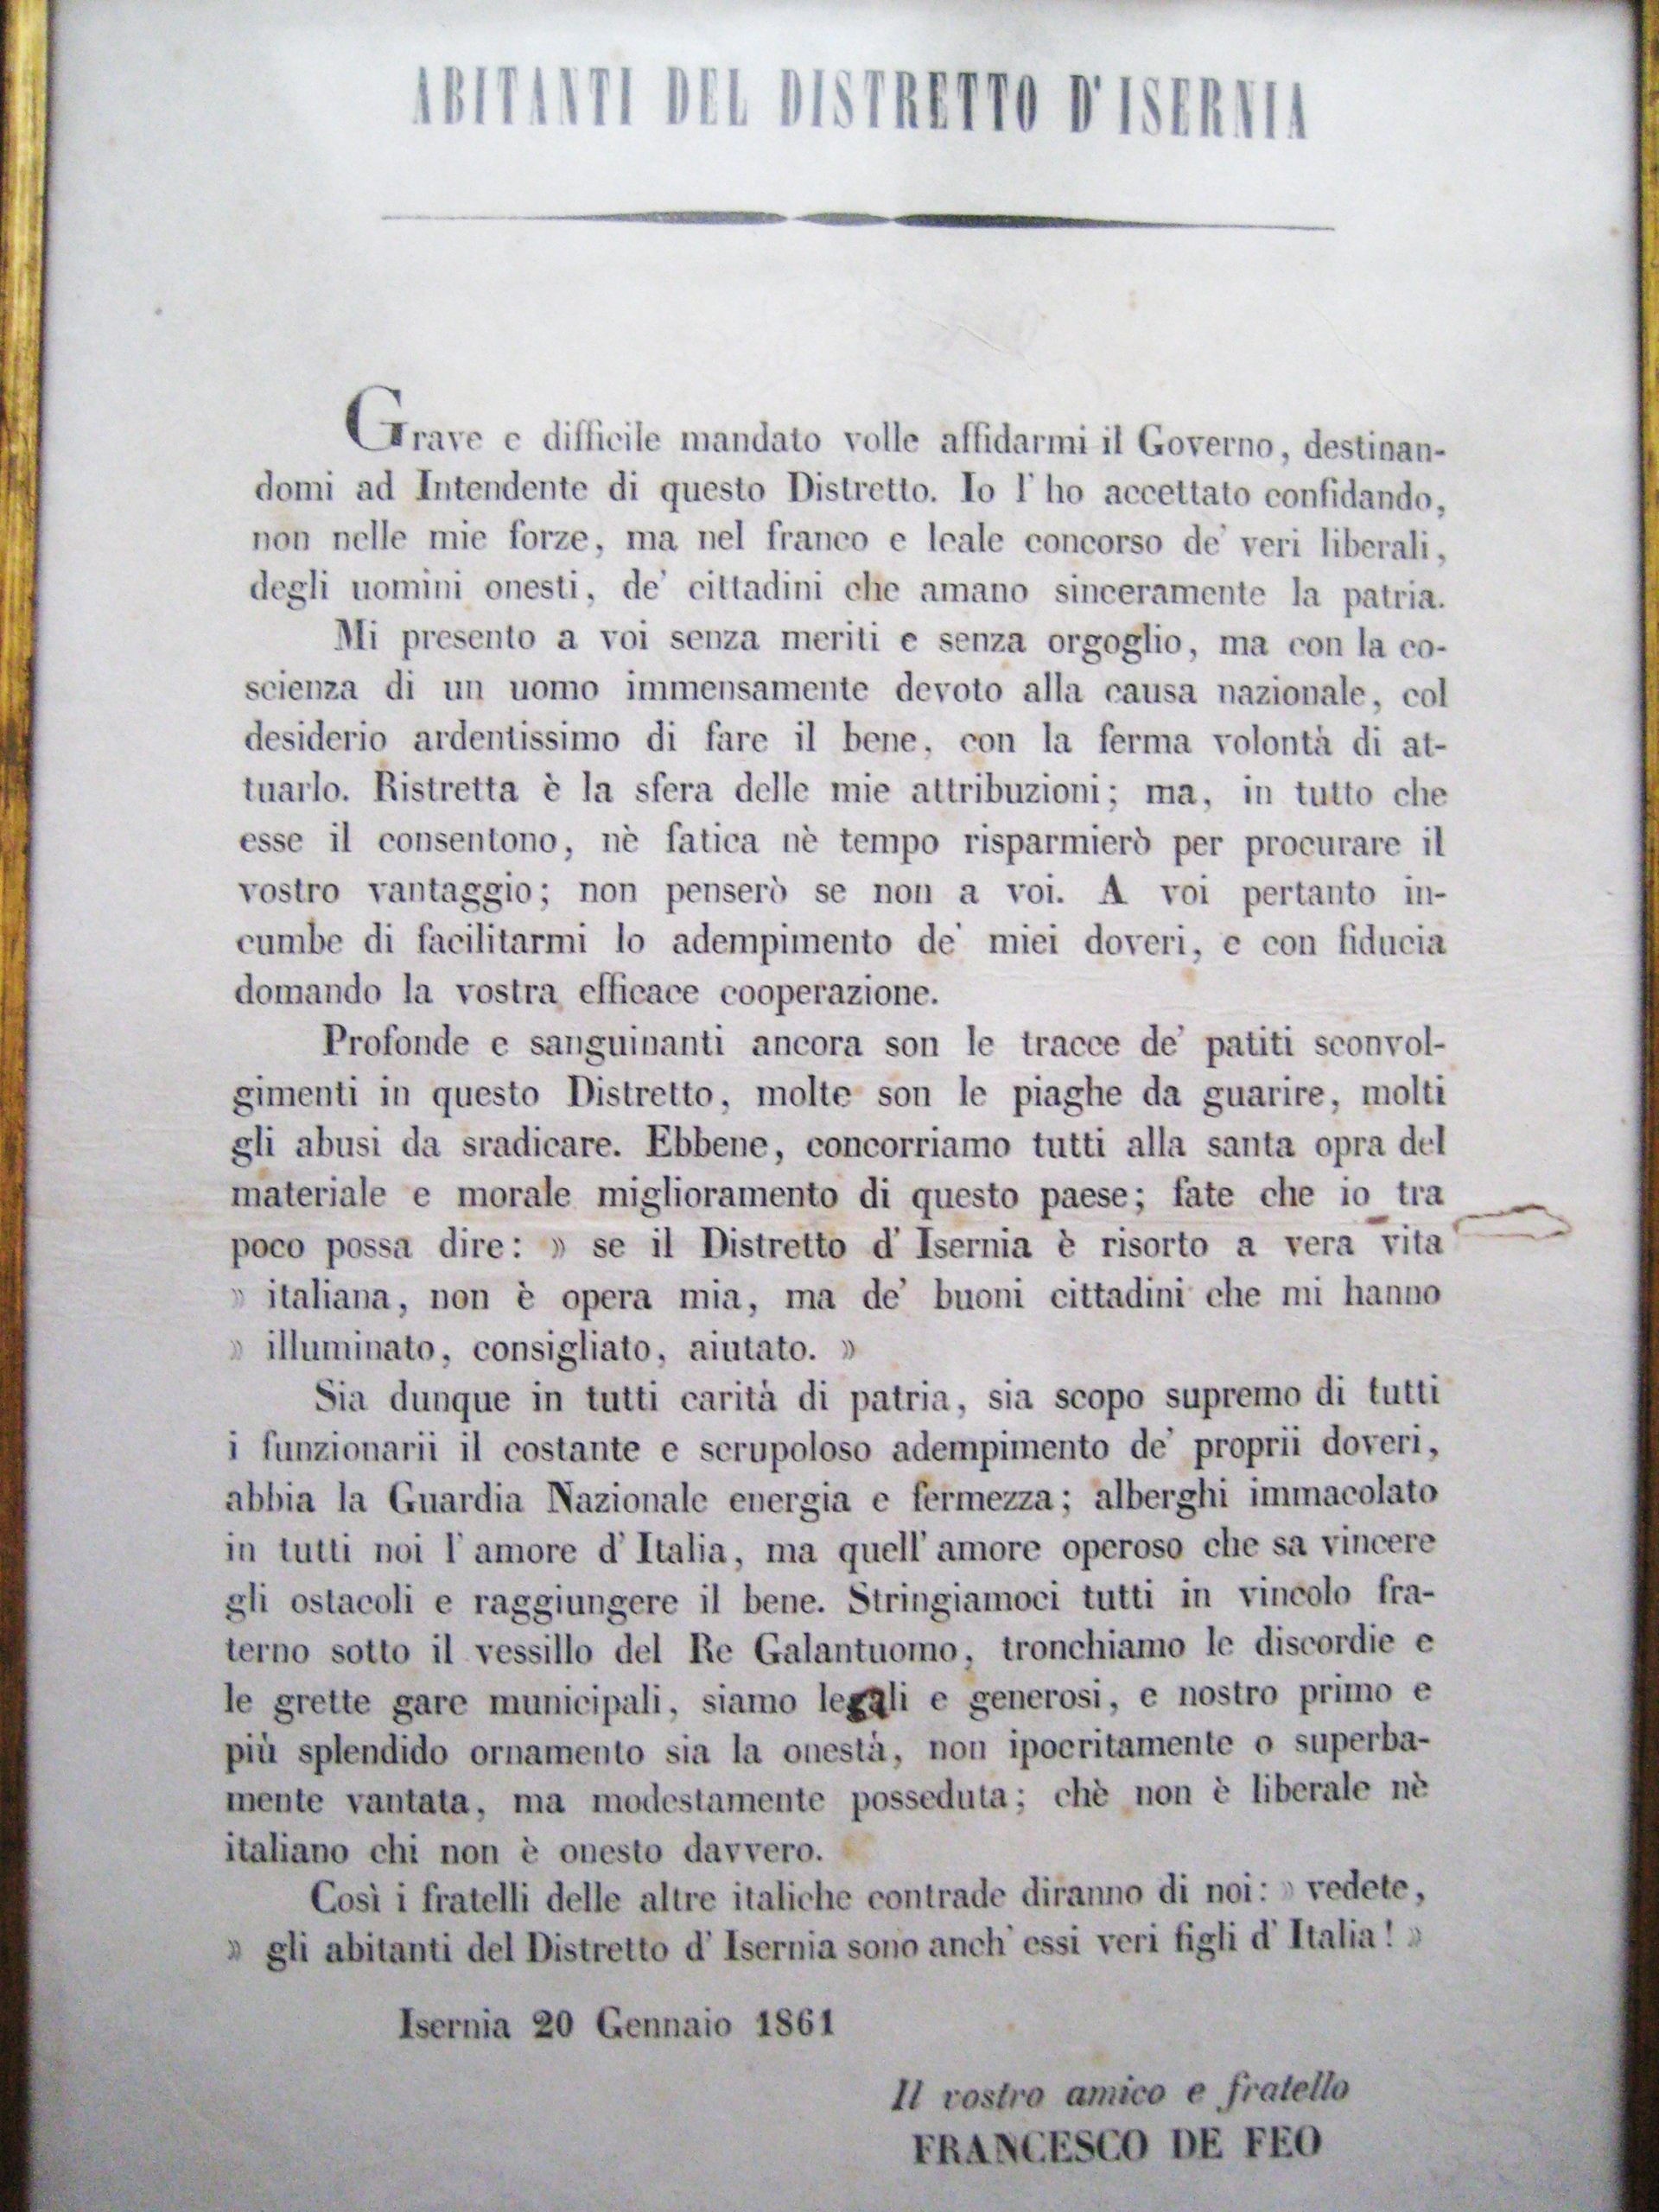 ABITANTI DEL DISTRETTO D' ISERNIA
Grave e difficile mandato volle affidarmi il Governo, destinan-
domi ad Intendente di questo Distretto. Io l' ho accettato confidando,
non nelle mie forze, ma nel franco e leale concorso de' veri liberali,
degli uomini onesti, de' cittadini che amano sinceramente la patria.
Mi presento a voi senza meriti e senza orgoglio, ma con la co-
scienza di un uomo immensamente devoto alla causa nazionale, col
desiderio ardentissimo di fare il bene, con la ferma volontà di at-
tuarlo. Ristretta è la sfera delle mie attribuzioni; ma, in tutto che
esse il consentono, nè fatica nè tempo risparmierò per procurare il
vostro vantaggio; non penserò se non a voi. A voi pertanto in-
cumbe di facilitarmi lo adempimento de' miei doveri, e con fiducia
domando la vostra efficace cooperazione.
Profonde e sanguinanti ancora son le tracce de' patiti sconvol-
gimenti in questo Distretto, molte son le piaghe da guarire, molti
gli abusi da sradicare. Ebbene, concorriamo tutti alla santa opra del
materiale e morale miglioramento di questo paese; fate che io tra
poco possa dire: » se il Distretto d' Isernia è risorto a vera vita
» italiana, non è opera mia, ma de' buoni cittadini che mi hanno
» illuminato, consigliato, aiutato. »
Sia dunque in tutti carità di patria, sia scopo supremo di tutti
i funzionarii il costante e scrupoloso adempimento de' proprii doveri,
abbia la Guardia Nazionale energia e fermezza; alberghi immacolato
in tutti noi l' amore d' Italia, ma quell' amore operoso che sa vincere
gli ostacoli e raggiungere il bene. Stringiamoci tutti in vincolo fra-
terno sotto il vessillo del Re Galantuomo, tronchiamo le discordie e
le grette gare municipali, siamo legali e generosi, e nostro primo e
più splendido ornamento sia la onestà, non ipocritamente o superba-
mente vantata, ma modestamente posseduta; chè non è liberale nè
italiano chi non è onesto davvero.
Così i fratelli delle altre italiche contrade diranno di noi: » vedete,
» gli abitanti del Distretto d' Isernia sono anch' essi veri figli d' Italia! »
Isernia 20 Gennaio 1861
Il vostro amico e fratello
FRANCESCO DE FEO